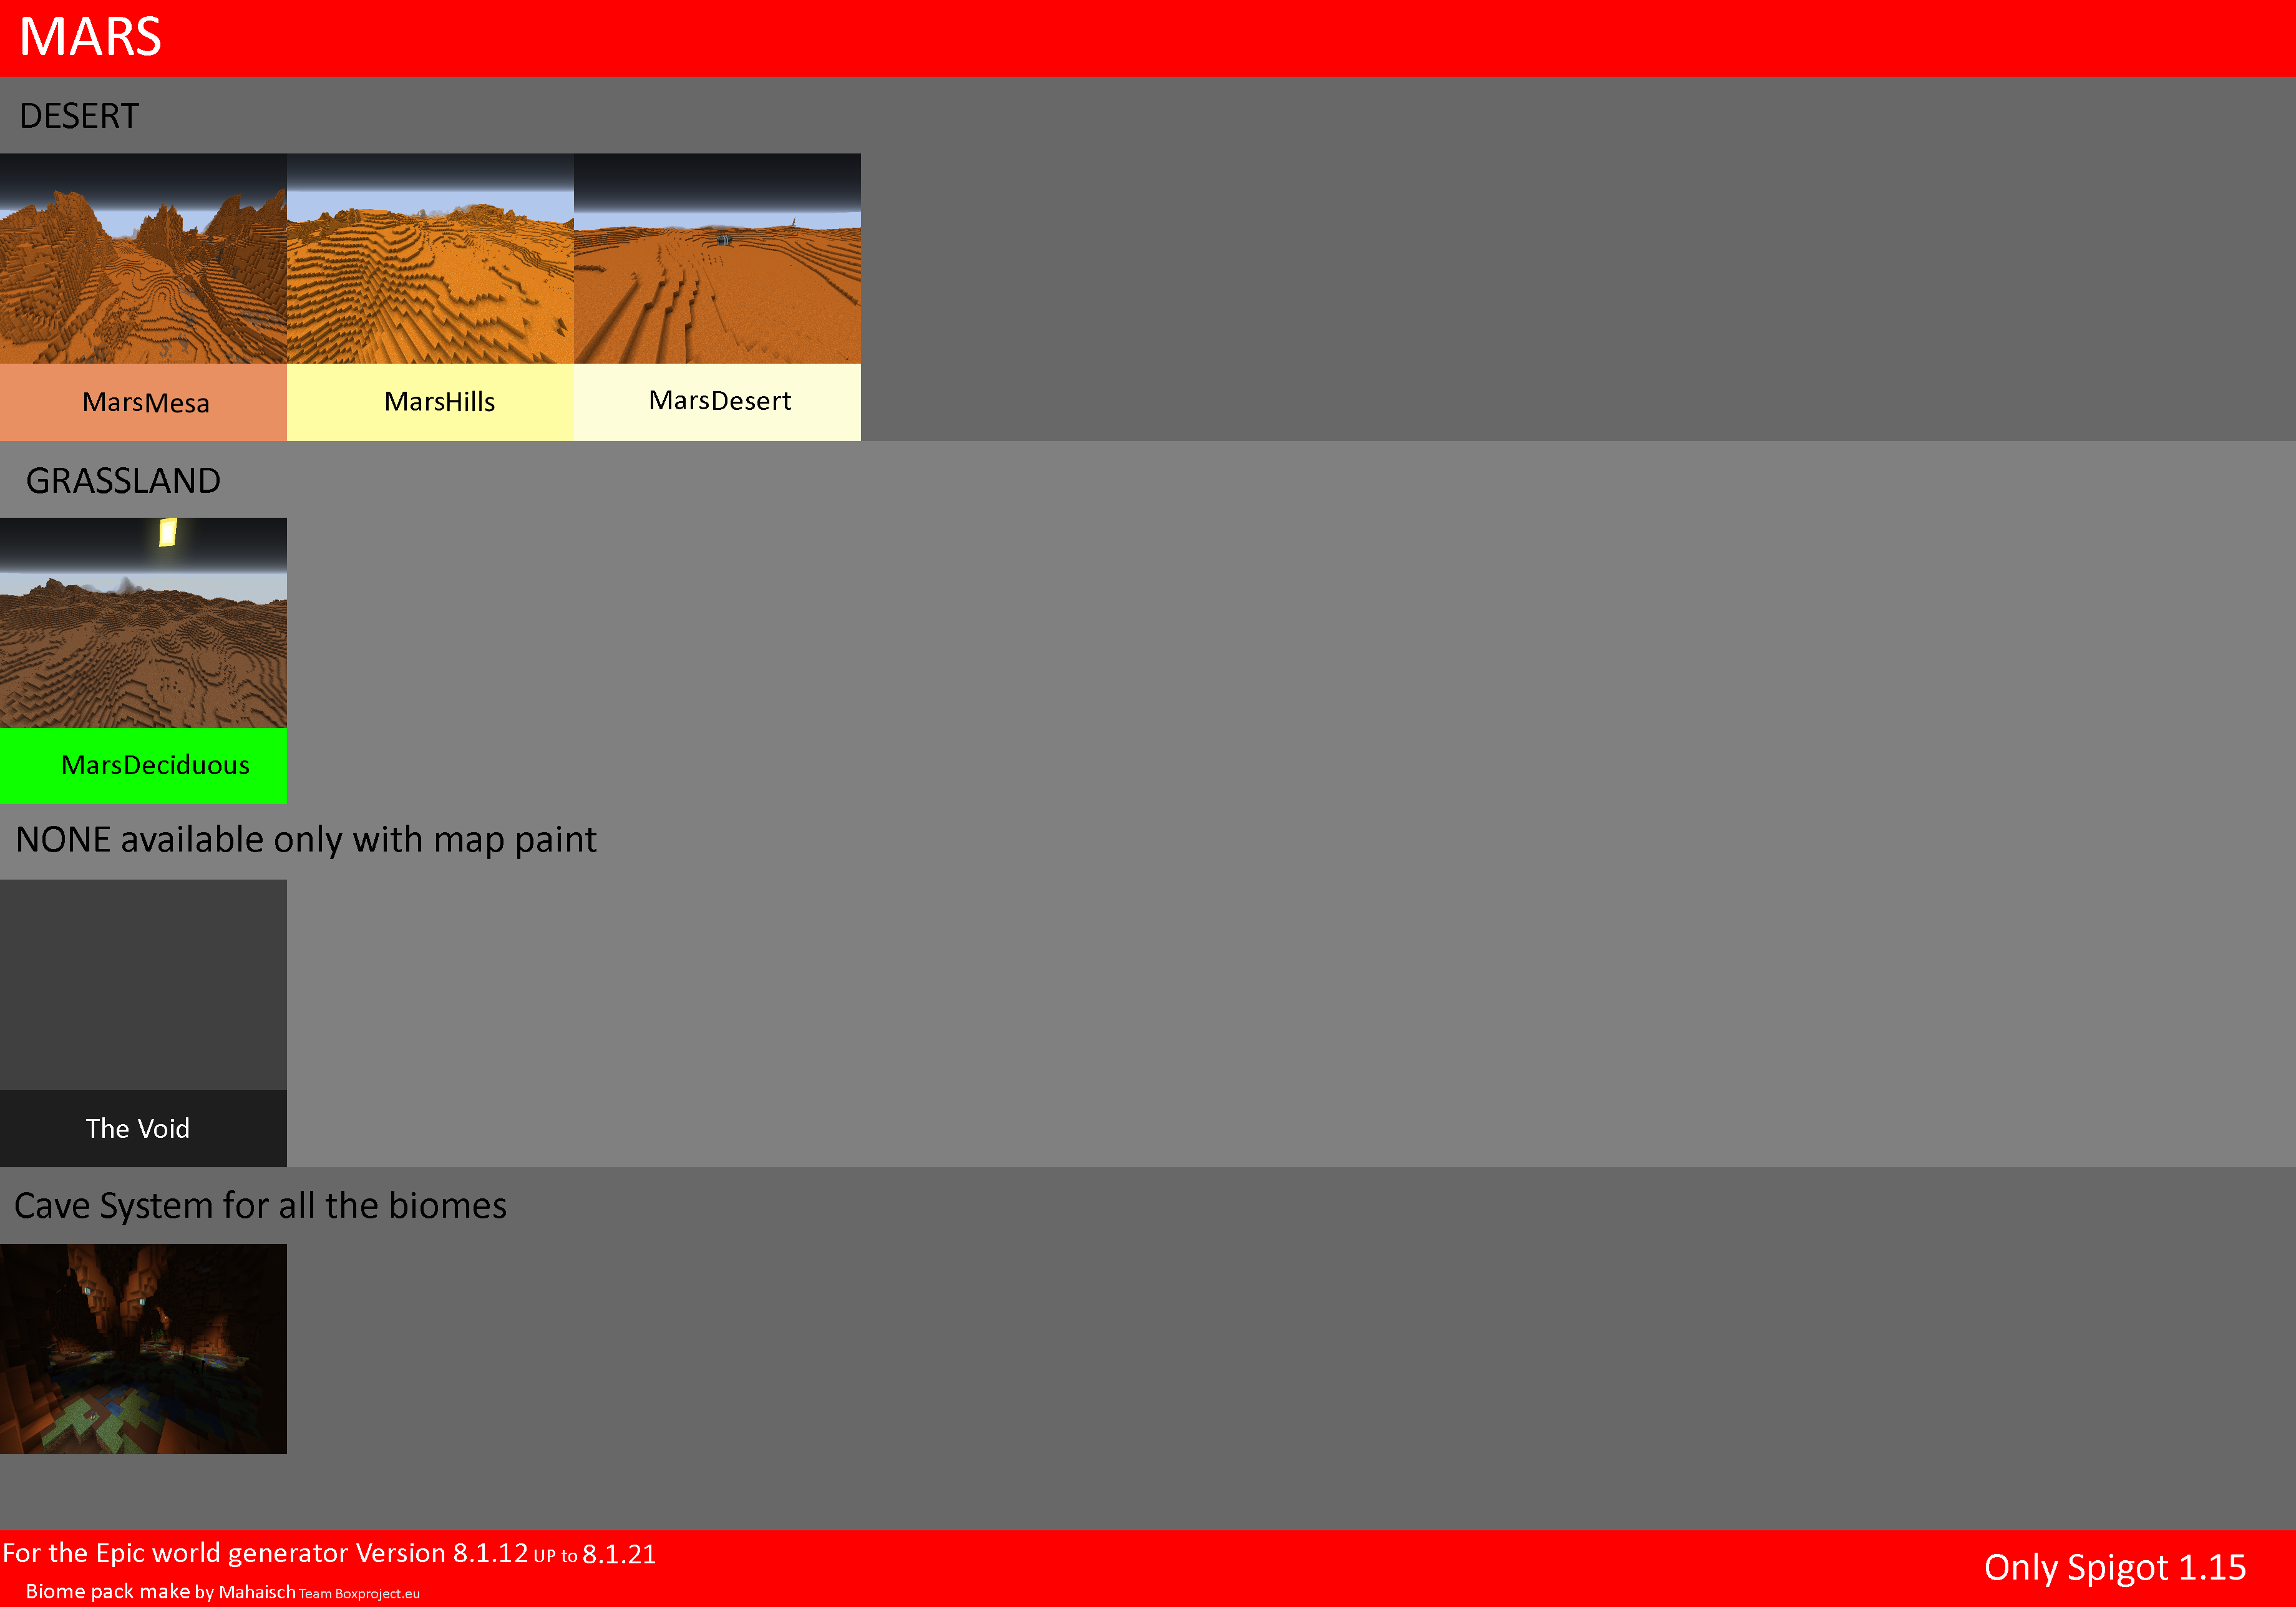 MARS
DESERT
MarsMesa
MarsHills
MarsDesert
GRASSLAND
MarsDeciduous
NONE available only with map paint
The Void
Cave System for all the biomes
For the Epic world generator Version 8.1.12 UP to 8.1.21
Biome pack make by Mahaisch Team Boxproject.eu
Only Spigot 1.15